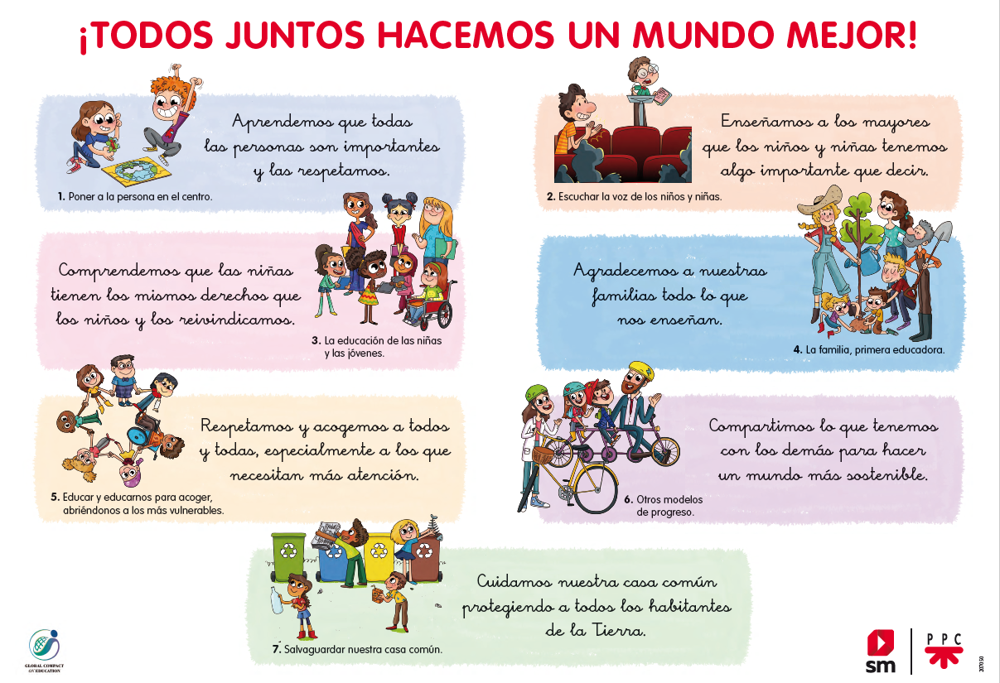 ¡TODOS JUNTOS HACEMOS UN MUNDO MEJOR!
Aprendemos que todas
las personas son importantes
y las respetamos.
1. Poner a la persona en el centro.
Enseñamos a los mayores
que los niños y niñas tenemos
algo importante que decir.
2. Escuchar la voz de los niños y niñas.
Comprendemos que las niñas
tienen los mismos derechos que
los niños y los reivindicamos.
3. La educación de las niñas
y las jóvenes.
Agradecemos a nuestras
familias todo lo que
nos enseñan.
4. La familia, primera educadora.
Respetamos y acogemos a todos
y todas, especialmente a los que
necesitan más atención.
5. Educar y educarnos para acoger,
abriéndonos a los más vulnerables.
Compartimos lo que tenemos
con los demás para hacer
un mundo más sostenible.
6. Otros modelos
de progreso.
Cuidamos nuestra casa común
protegiendo a todos los habitantes
de la Tierra.
7. Salvaguardar nuestra casa común.
GLOBAL COMPACT
ON EDUCATION
sm
PPC
207050